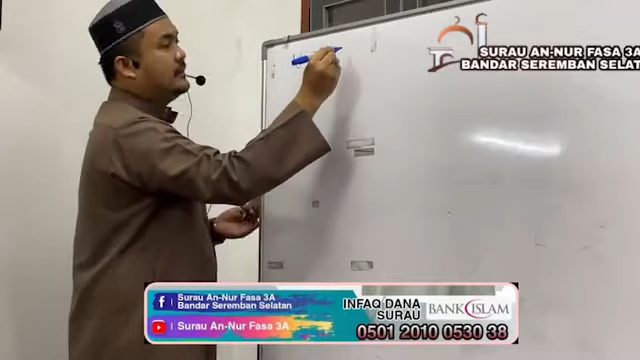 SURAU AN-NUR FASA 3A
BANDAR SEREMBAN SELAT
Surau An-Nur Fasa 3A
Bandar Seremban Selatan
Surau An-Nur Fasa 3A
INFAQ DANA
SURAU
BANK ISLAM
0501 2010 0530 38